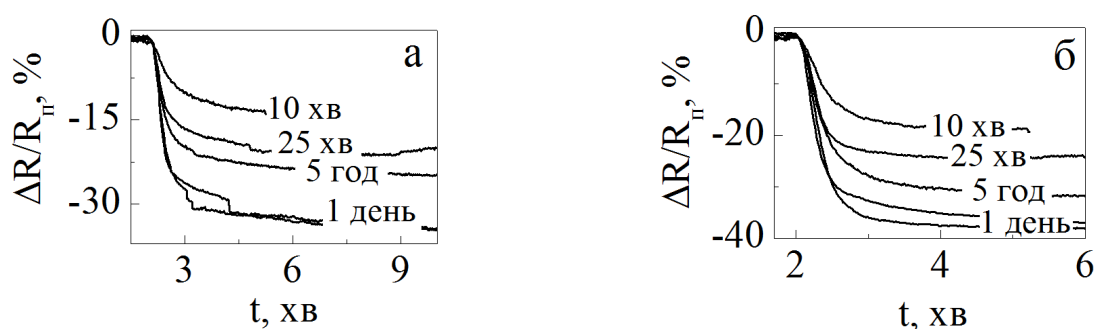 а
ΔR/Rп, %
0
-15
-30
10 хв
25 хв
5 год
1 день
3 6 9
t, хв
б
ΔR/Rп, %
0
-20
-40
10 хв
25 хв
5 год
1 день
2 4 6
t, хв